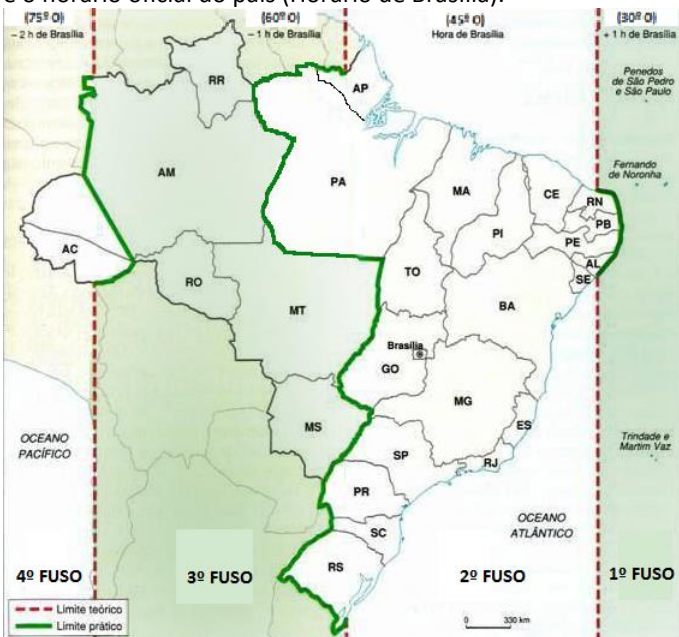 e o horário oficial do país (Horário de Brasília).
(75º O)
– 2 h de Brasília
(60º O)
– 1 h de Brasília
(45º O)
Hora de Brasília
(30º O)
+ 1 h de Brasília
RR
AP
Penedos
de São Pedro
e São Paulo
AM
PA
MA
CE
RN
Fernando
de Noronha
PB
PI
PE
AC
AL
TO
SE
RO
BA
MT
Brasília
GO
MG
MS
ES
OCEANO
PACÍFICO
SP
RJ
Trindade e
Martim Vaz
PR
OCEANO
ATLÂNTICO
SC
RS
4º FUSO
3º FUSO
2º FUSO
1º FUSO
Limite teórico
Limite prático
0 330 km